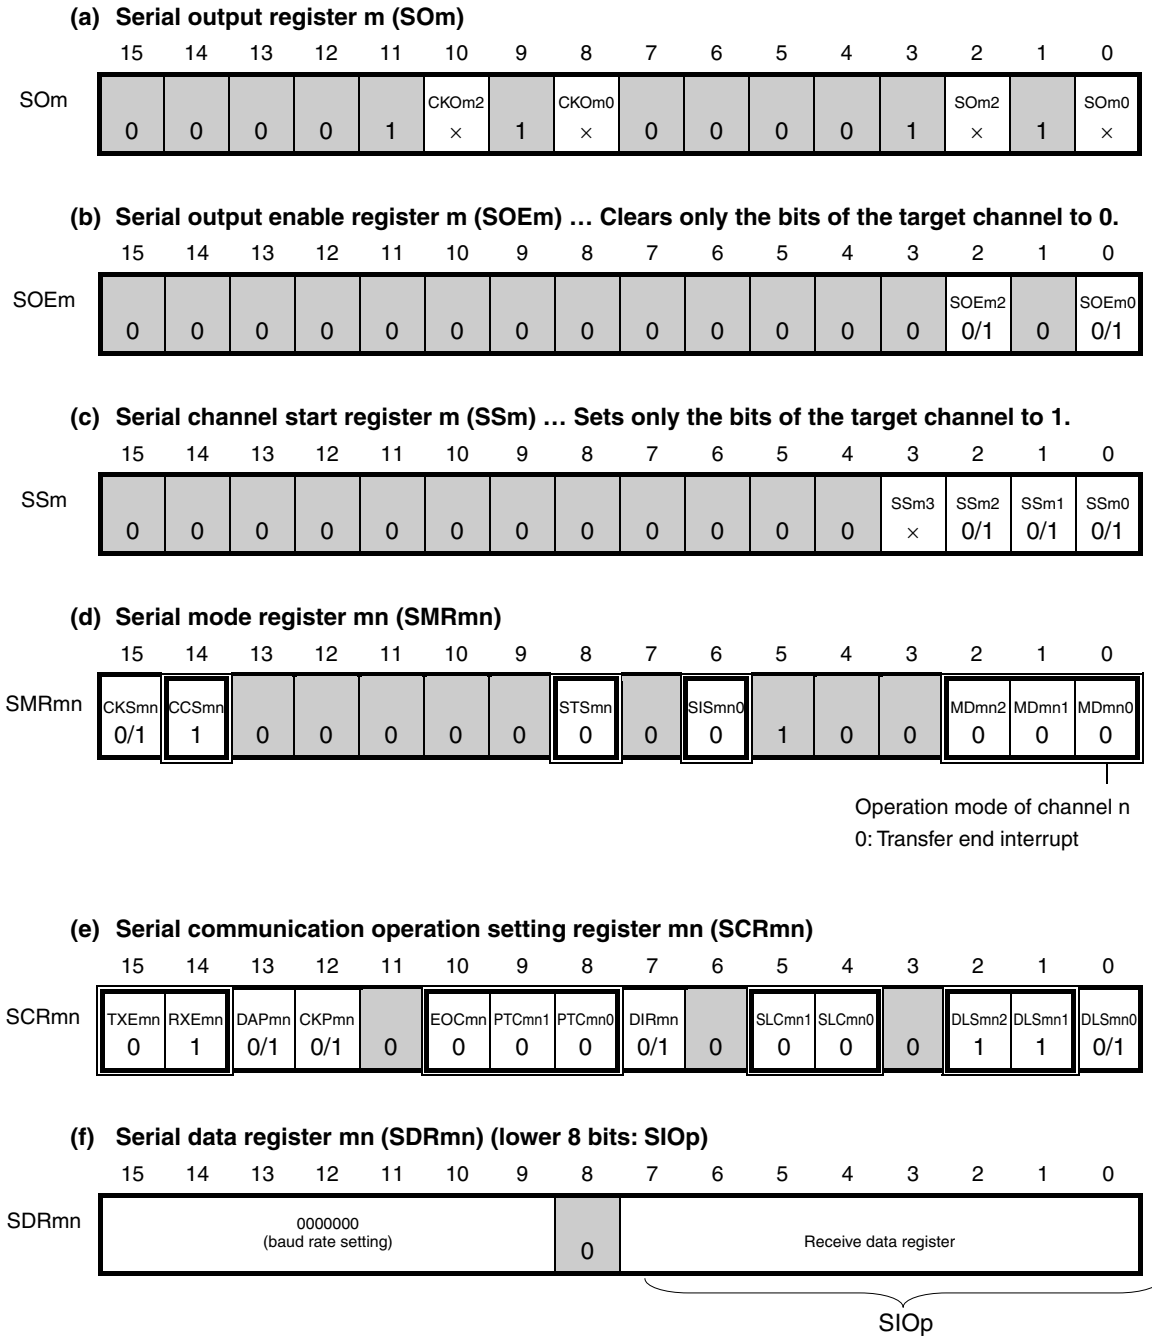 (a) Serial output register m (SOm)
15 14 13 12 11 10 9 8 7 6 5 4 3 2 1 0
SOm
CKOm2 CKOm0 SOm2 SOm0
0 0 0 0 1 × 1 × 0 0 0 0 1 × 1 ×
(b) Serial output enable register m (SOEm) … Clears only the bits of the target channel to 0.
15 14 13 12 11 10 9 8 7 6 5 4 3 2 1 0
SOEm
SOEm2 SOEm0
0 0 0 0 0 0 0 0 0 0 0 0 0 0/1 0 0/1
(c) Serial channel start register m (SSm) … Sets only the bits of the target channel to 1.
15 14 13 12 11 10 9 8 7 6 5 4 3 2 1 0
SSm
SSm3 SSm2 SSm1 SSm0
0 0 0 0 0 0 0 0 0 0 0 0 × 0/1 0/1 0/1
(d) Serial mode register mn (SMRmn)
15 14 13 12 11 10 9 8 7 6 5 4 3 2 1 0
SMRmn
CKSmn CCSmn STSmn SISmn0 MDmn2 MDmn1 MDmn0
0/1 1 0 0 0 0 0 0 0 0 1 0 0 0 0 0
Operation mode of channel n
0: Transfer end interrupt
(e) Serial communication operation setting register mn (SCRmn)
15 14 13 12 11 10 9 8 7 6 5 4 3 2 1 0
SCRmn
TXEmn RXEmn DAPmn CKPmn EOCmn PTCmn1 PTCmn0 DIRmn SLCmn1 SLCmn0 DLSmn2 DLSmn1 DLSmn0
0 1 0/1 0/1 0 0 0 0 0/1 0 0 0 0 1 1 0/1
(f) Serial data register mn (SDRmn) (lower 8 bits: SIOp)
15 14 13 12 11 10 9 8 7 6 5 4 3 2 1 0
SDRmn
0000000
(baud rate setting)
0
Receive data register
SIOp